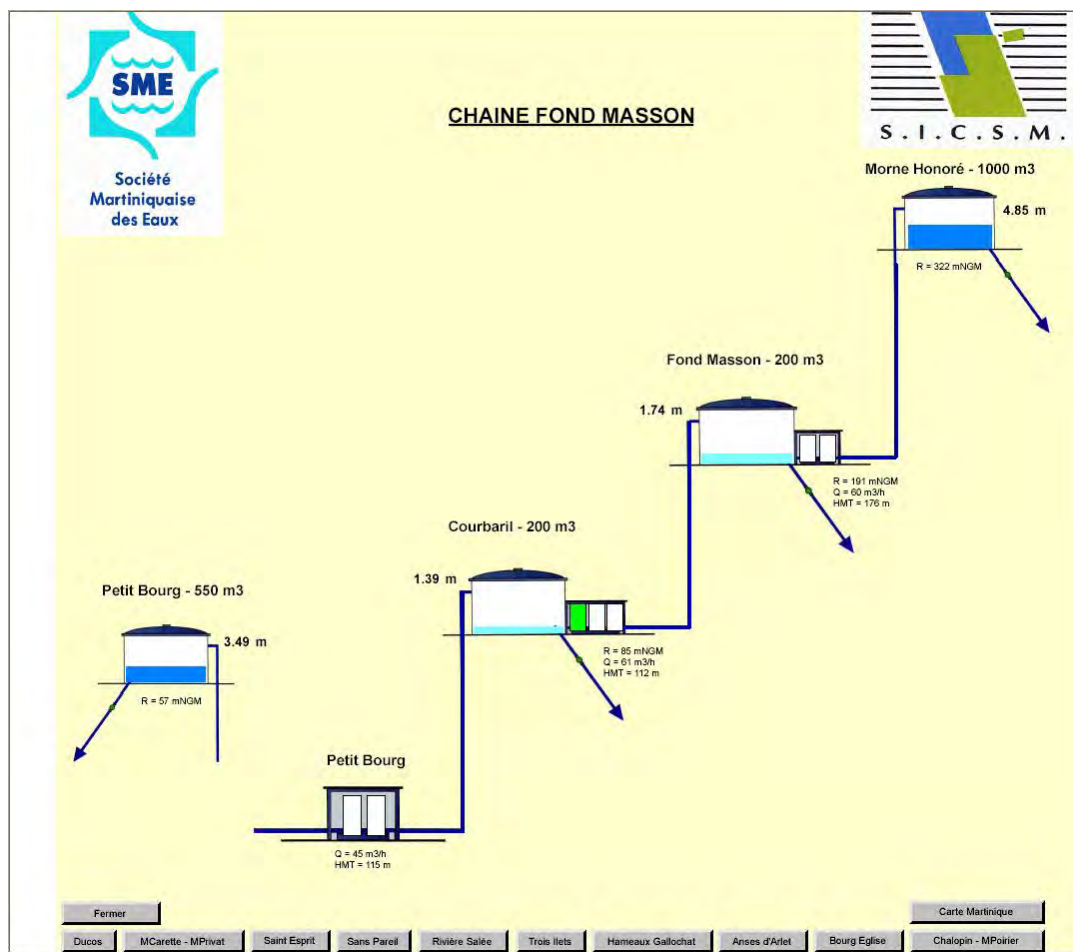 SME
Société
Martiniquaise
des Eaux
CHAINE FOND MASSON
S.I.C.S.M.
Morne Honoré - 1000 m3
4.85 m
R = 322 mNGM
Fond Masson - 200 m3
1.74 m
R = 191 mNGM
Q = 60 m3/h
HMT = 176 m
Courbaril - 200 m3
1.39 m
R = 85 mNGM
Q = 61 m3/h
HMT = 112 m
Petit Bourg - 550 m3
3.49 m
R = 57 mNGM
Petit Bourg
Q = 45 m3/h
HMT = 115 m
Fermer
Carte Martinique
Ducos
MCarette - MPrivat
Saint Esprit
Sans Pareil
Rivière Salée
Trois Ilets
Hameaux Gallochat
Anses d'Arlet
Bourg Eglise
Chalopin - MPoirier